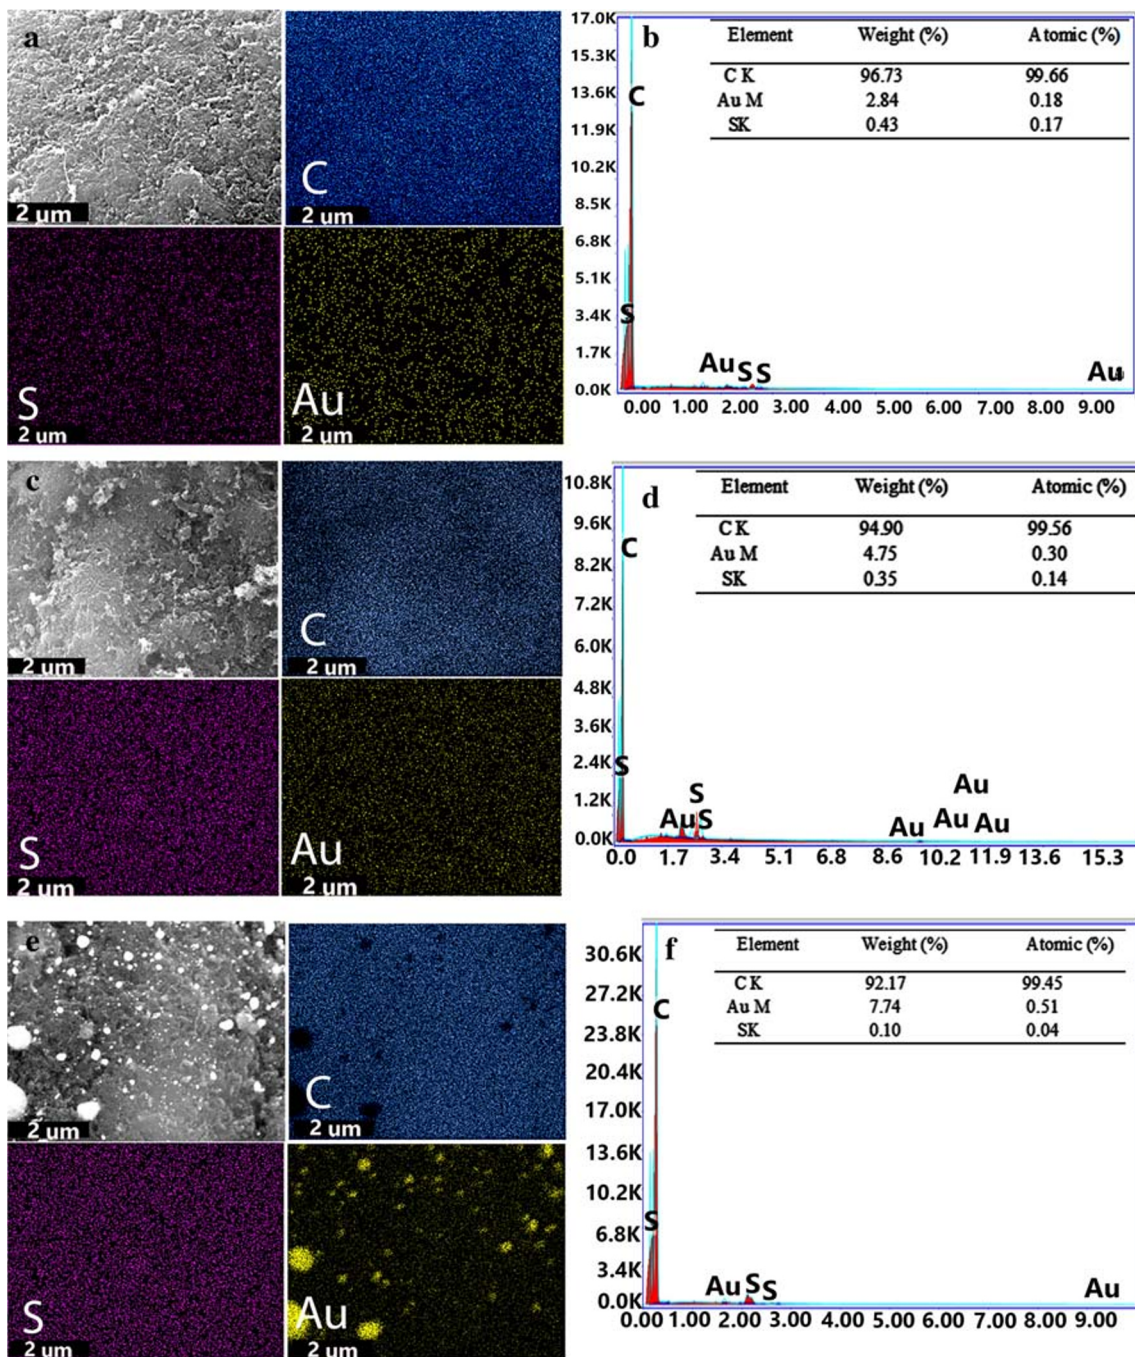 a
2 um
C
2 um
S
2 um
Au
2 um
b
17.0K
15.3K
13.6K
11.9K
10.2K
8.5K
6.8K
5.1K
3.4K
1.7K
0.0K
Element Weight (%) Atomic (%)
C K 96.73 99.66
Au M 2.84 0.18
SK 0.43 0.17
C
S
Au S S Au
0.00 1.00 2.00 3.00 4.00 5.00 6.00 7.00 8.00 9.00
c
2 um
C
2 um
S
2 um
Au
2 um
d
10.8K
9.6K
8.2K
7.2K
6.0K
4.8K
3.6K
2.4K
1.2K
0.0K
Element Weight (%) Atomic (%)
C K 94.90 99.56
Au M 4.75 0.30
SK 0.35 0.14
C
S
Au
S
Au S Au Au Au
0.0 1.7 3.4 5.1 6.8 8.6 10.2 11.9 13.6 15.3
e
2 um
C
2 um
S
2 um
Au
2 um
f
30.6K
27.2K
23.8K
20.4K
17.0K
13.6K
10.2K
6.8K
3.4K
0.0K
Element Weight (%) Atomic (%)
C K 92.17 99.45
Au M 7.74 0.51
SK 0.10 0.04
C
S
Au S S Au
0.00 1.00 2.00 3.00 4.00 5.00 6.00 7.00 8.00 9.00